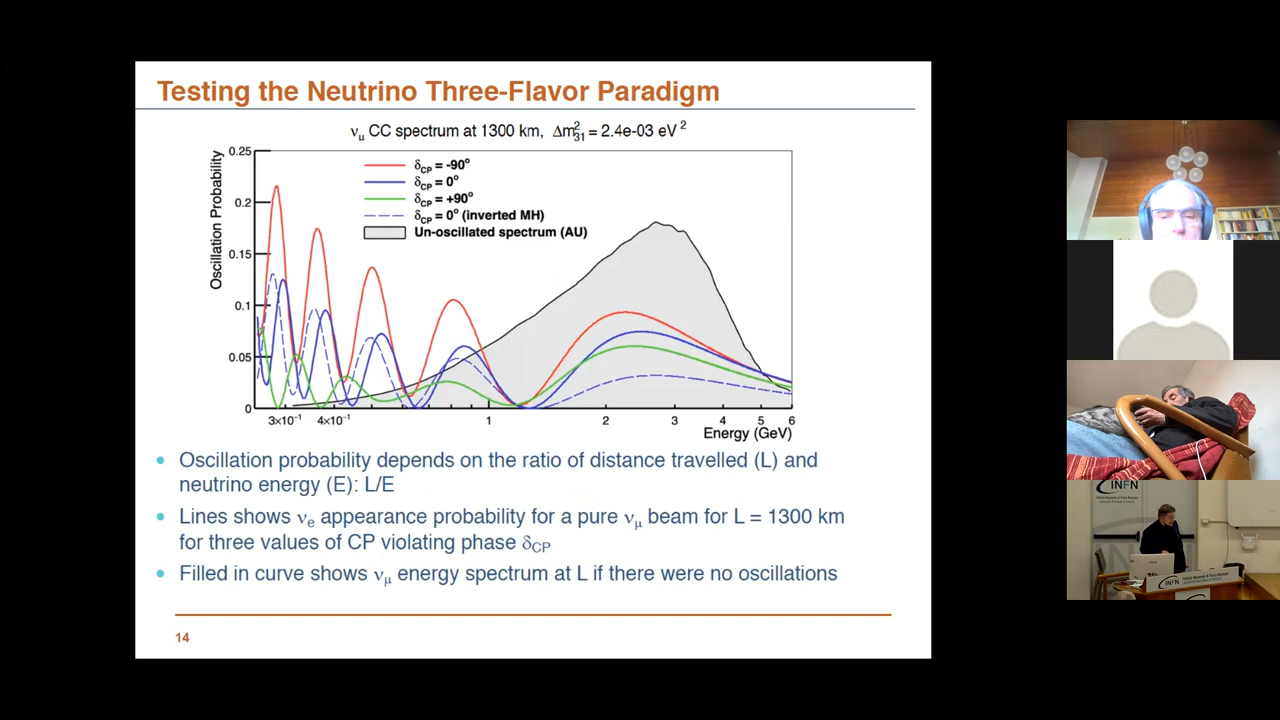 Testing the Neutrino Three-Flavor Paradigm
νμ CC spectrum at 1300 km, Δm²₃₁ = 2.4e-03 eV²
Oscillation Probability
0.25
0.2
0.15
0.1
0.05
0
δCP = -90°
δCP = 0°
δCP = +90°
δCP = 0° (inverted MH)
Un-oscillated spectrum (AU)
3×10⁻¹ 4×10⁻¹ 1 2 3 4 5 6
Energy (GeV)
• Oscillation probability depends on the ratio of distance travelled (L) and
neutrino energy (E): L/E
• Lines shows νe appearance probability for a pure νμ beam for L = 1300 km
for three values of CP violating phase δCP
• Filled in curve shows νμ energy spectrum at L if there were no oscillations
14
INFN
INFN